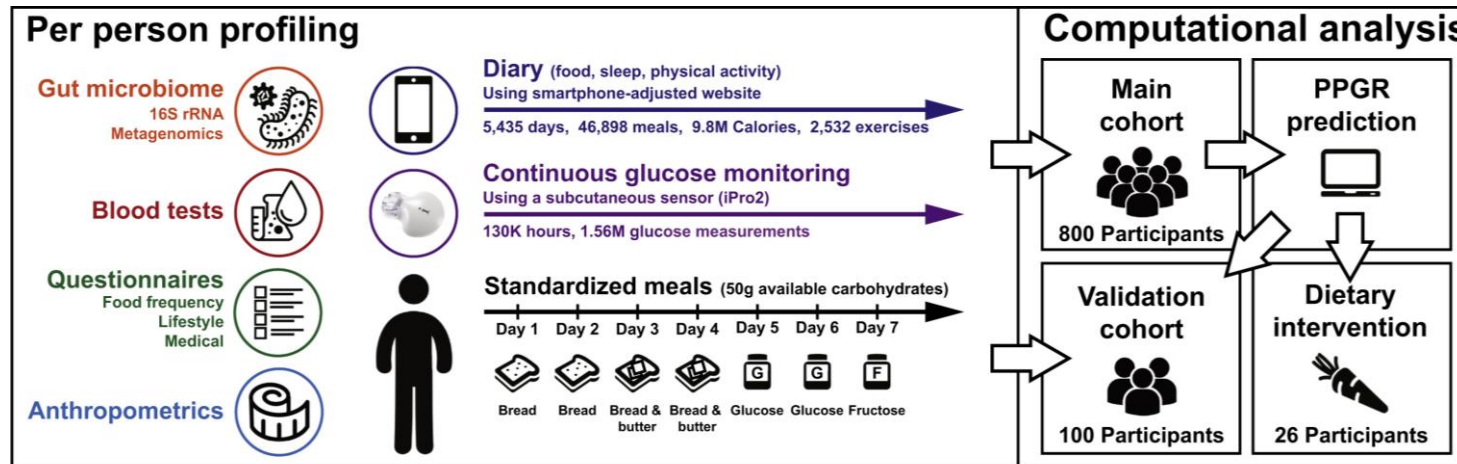 Per person profiling
Gut microbiome
16S rRNA
Metagenomics
Blood tests
Questionnaires
Food frequency
Lifestyle
Medical
Anthropometrics
Diary (food, sleep, physical activity)
Using smartphone-adjusted website
5,435 days, 46,898 meals, 9.8M Calories, 2,532 exercises
Continuous glucose monitoring
Using a subcutaneous sensor (iPro2)
130K hours, 1.56M glucose measurements
Standardized meals (50g available carbohydrates)
Day 1 Day 2 Day 3 Day 4 Day 5 Day 6 Day 7
G G F
Bread Bread Bread & butter Bread & butter Glucose Glucose Fructose
Computational analysis
Main
cohort
800 Participants
PPGR
prediction
Validation
cohort
100 Participants
Dietary
intervention
26 Participants